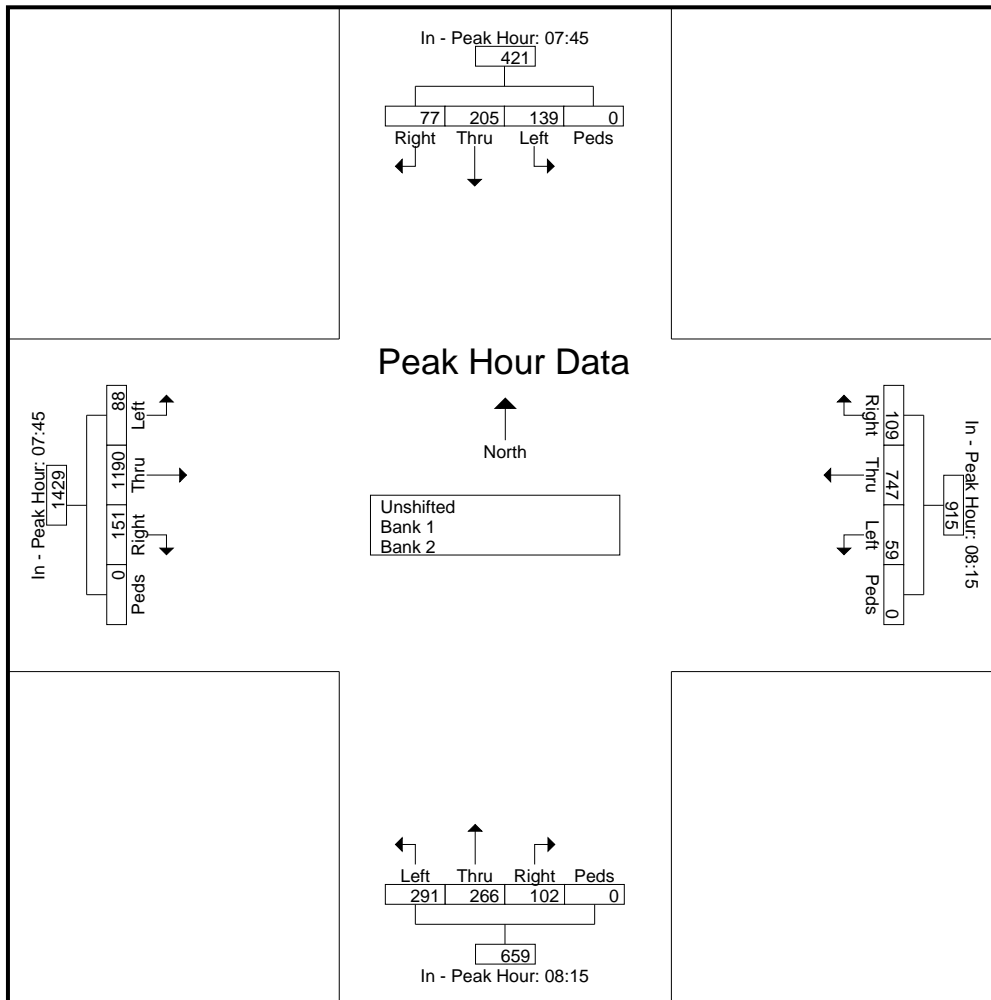 In - Peak Hour: 07:45
421
77 205 139 0
Right Thru Left Peds
Peak Hour Data
North
Unshifted
Bank 1
Bank 2
In - Peak Hour: 07:45
1429
88 1190 151 0
Left Thru Right Peds
In - Peak Hour: 08:15
915
109 747 59 0
Right Thru Left Peds
Left Thru Right Peds
291 266 102 0
659
In - Peak Hour: 08:15